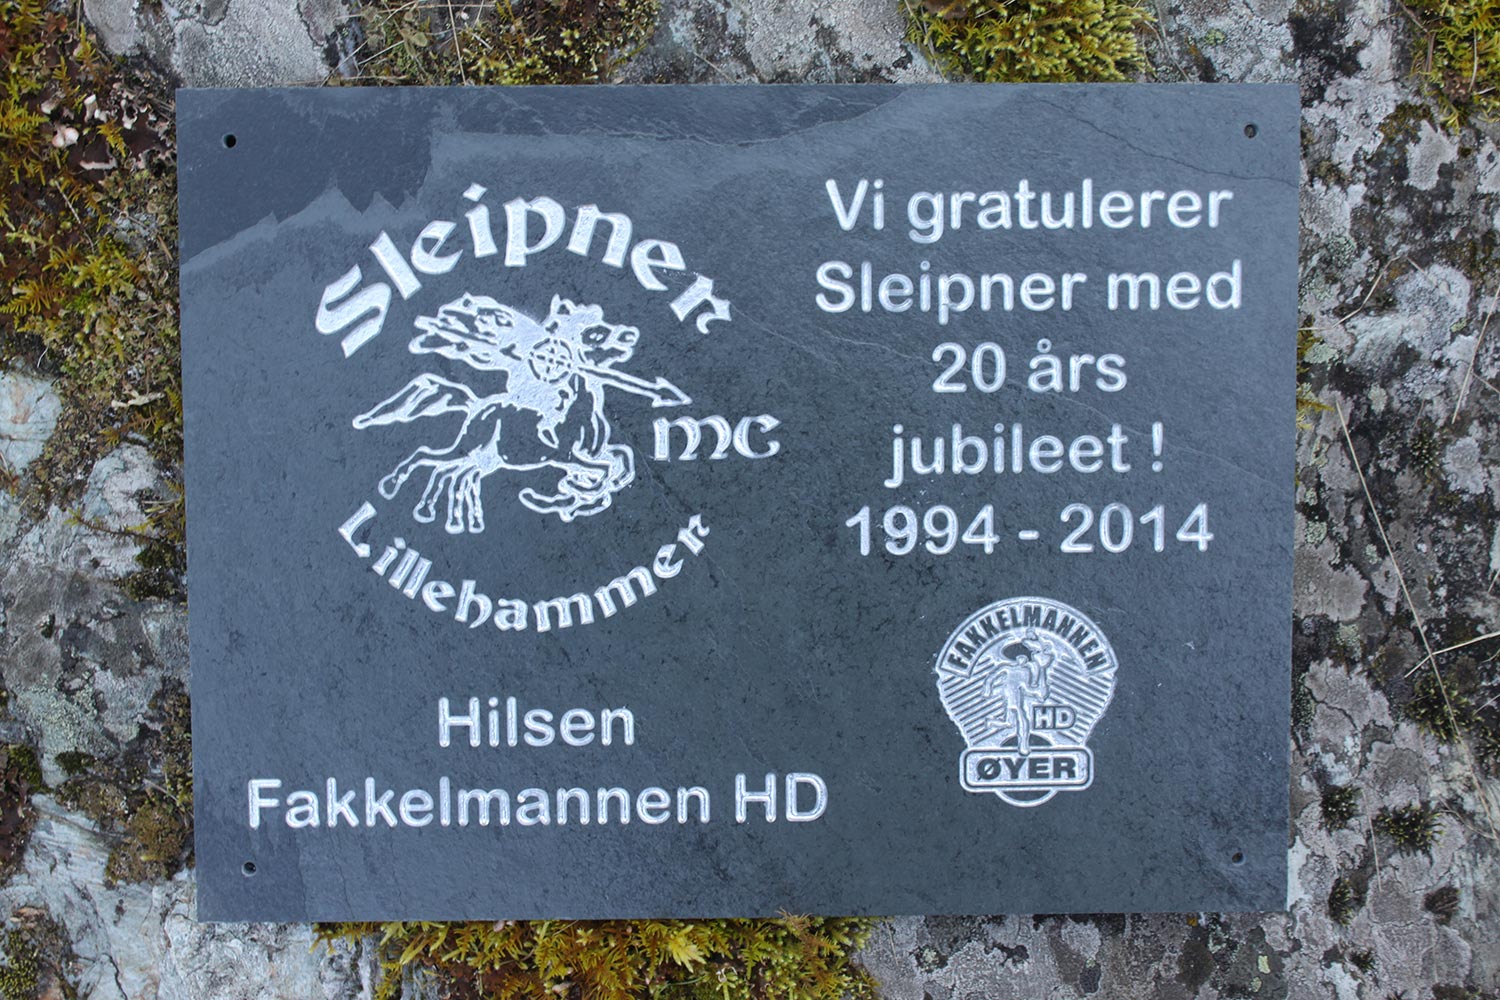 Sleipner
MC
Lillehammer
Hilsen
Fakkelmannen HD
Vi gratulerer
Sleipner med
20 års
jubileet !
1994 - 2014
FAKKELMANNEN
HD
ØYER